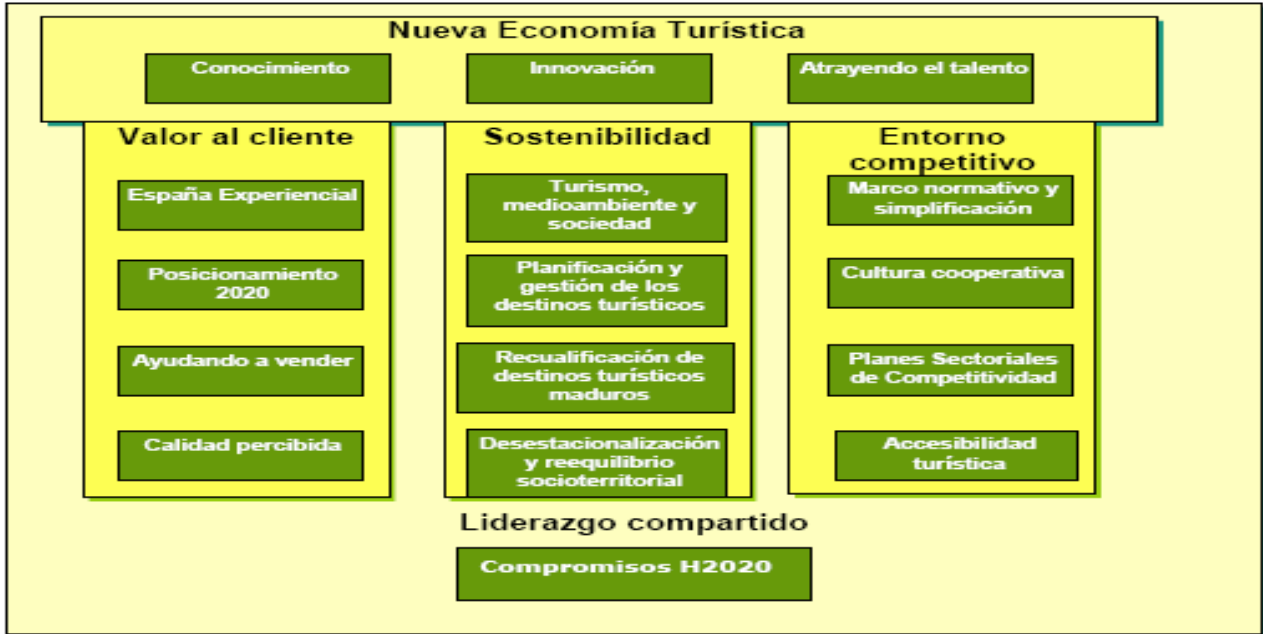 Nueva Economía Turística
Conocimiento
Innovación
Atrayendo el talento
Valor al cliente
España Experiencial
Posicionamiento
2020
Ayudando a vender
Calidad percibida
Sostenibilidad
Turismo,
medioambiente y
sociedad
Planificación y
gestión de los
destinos turísticos
Recualificación de
destinos turísticos
maduros
Desestacionalización
y reequilibrio
socioterritorial
Entorno
competitivo
Marco normativo y
simplificación
Cultura cooperativa
Planes Sectoriales
de Competitividad
Accesibilidad
turística
Liderazgo compartido
Compromisos H2020